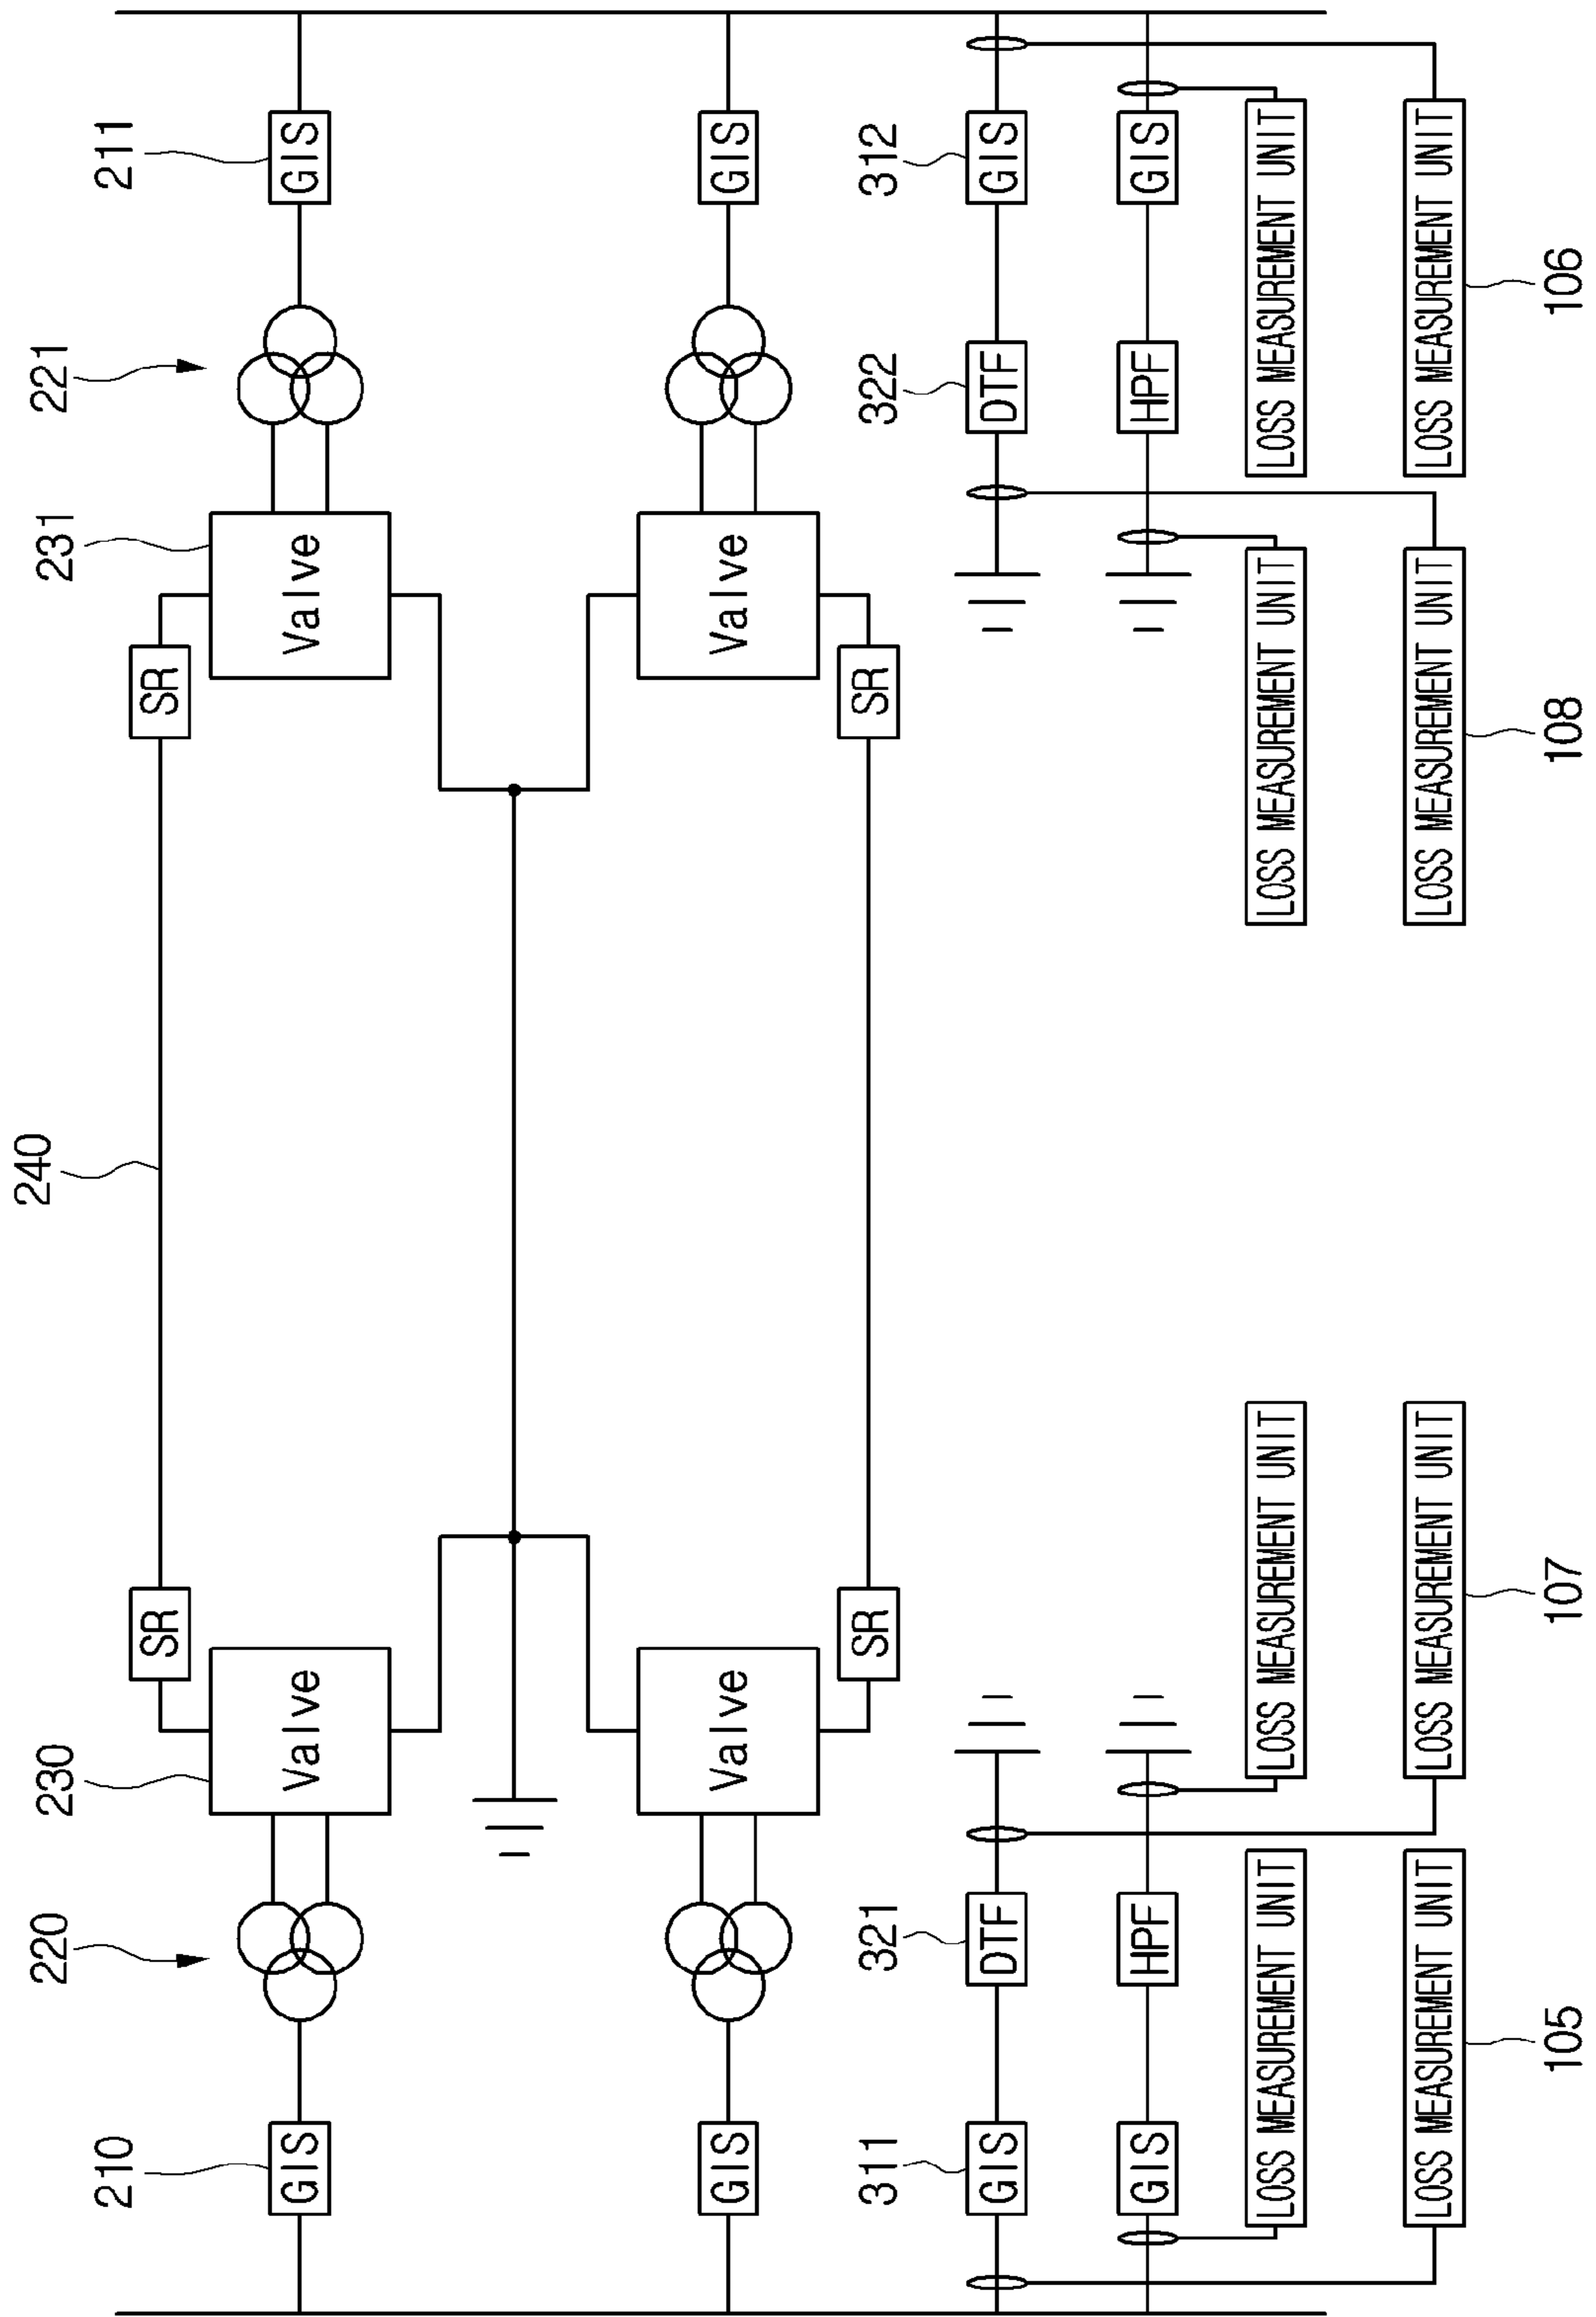 240
210
220
230
SR
SR
231
221
211
GIS
Valve
Valve
GIS
GIS
Valve
Valve
GIS
SR
SR
311
321
322
312
GIS
DTF
DTF
GIS
GIS
HPF
HPF
GIS
LOSS MEASUREMENT UNIT
LOSS MEASUREMENT UNIT
LOSS MEASUREMENT UNIT
LOSS MEASUREMENT UNIT
LOSS MEASUREMENT UNIT
LOSS MEASUREMENT UNIT
LOSS MEASUREMENT UNIT
LOSS MEASUREMENT UNIT
105
107
108
106